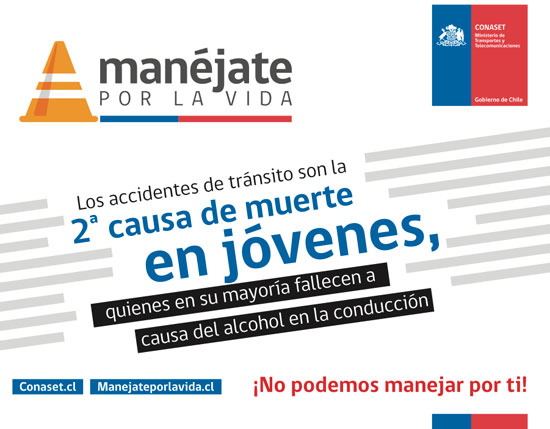 manéjate
POR LA VIDA
CONASET
Ministerio de
Transportes y
Telecomunicaciones
Gobierno de Chile
Los accidentes de tránsito son la
2ª causa de muerte
en jóvenes,
quienes en su mayoría fallecen a
causa del alcohol en la conducción
Conaset.cl
Manejateporlavida.cl
¡No podemos manejar por ti!